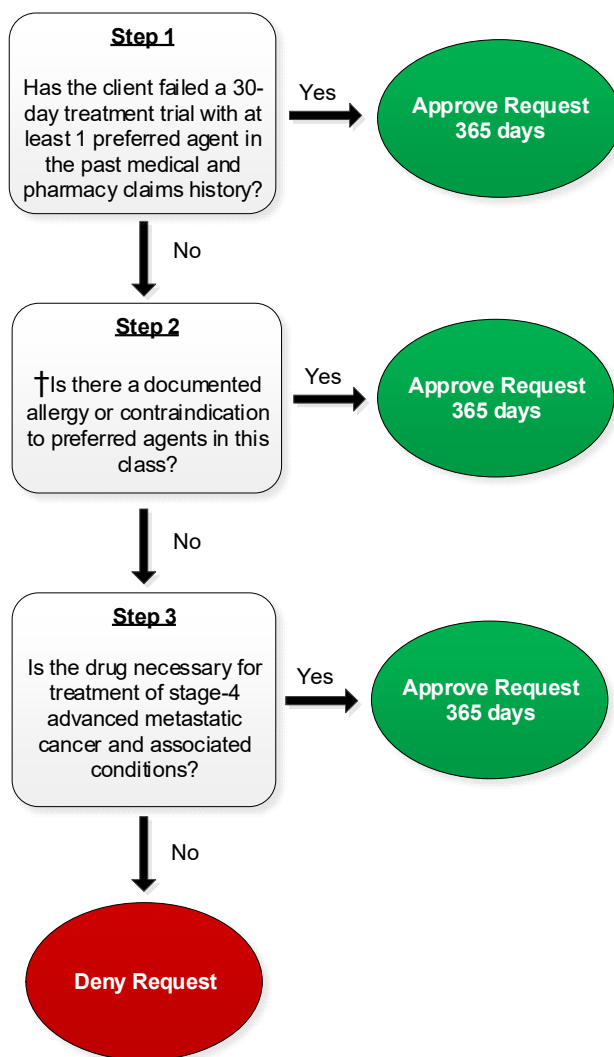 Step 1
Has the client failed a 30-
day treatment trial with at
least 1 preferred agent in
the past medical and
pharmacy claims history?
Yes
Approve Request
365 days
No
Step 2
†Is there a documented
allergy or contraindication
to preferred agents in this
class?
Yes
Approve Request
365 days
No
Step 3
Is the drug necessary for
treatment of stage-4
advanced metastatic
cancer and associated
conditions?
Yes
Approve Request
365 days
No
Deny Request